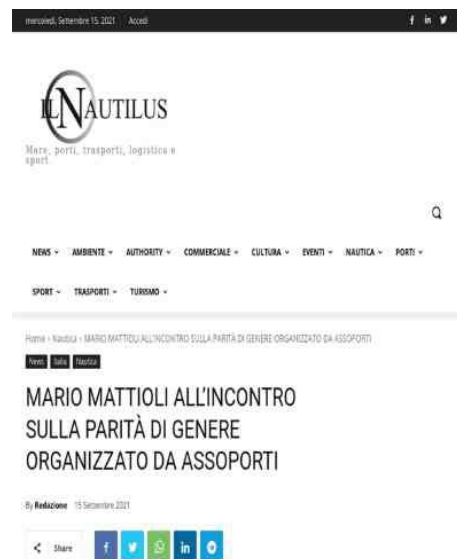 mercoledì, Settembre 15, 2021 Accedi
IL NAUTILUS
Mare, porti, trasporti, logistica e
sport
NEWS AMBIENTE AUTHORITY COMMERCIALE CULTURA EVENTI NAUTICA PORTI
SPORT TRASPORTI TURISMO
Home › Nautica › MARIO MATTIOLI ALL'INCONTRO SULLA PARITÀ DI GENERE ORGANIZZATO DA ASSOPORTI
News Italia Nautica
MARIO MATTIOLI ALL'INCONTRO
SULLA PARITÀ DI GENERE
ORGANIZZATO DA ASSOPORTI
By Redazione 15 Settembre 2021
Share